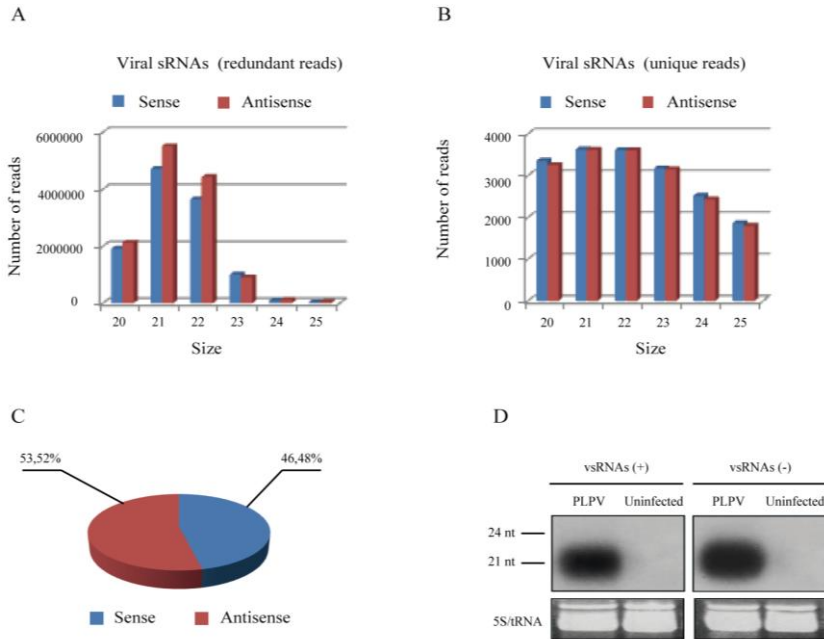 A
Viral sRNAs (redundant reads)
Sense Antisense
Number of reads
6000000
4000000
2000000
0
20 21 22 23 24 25
Size
B
Viral sRNAs (unique reads)
Sense Antisense
Number of reads
4000
3000
2000
1000
0
20 21 22 23 24 25
Size
C
53,52% 46,48%
Sense Antisense
D
vsRNAs (+) vsRNAs (-)
PLPV Uninfected PLPV Uninfected
24 nt
21 nt
5S/tRNA